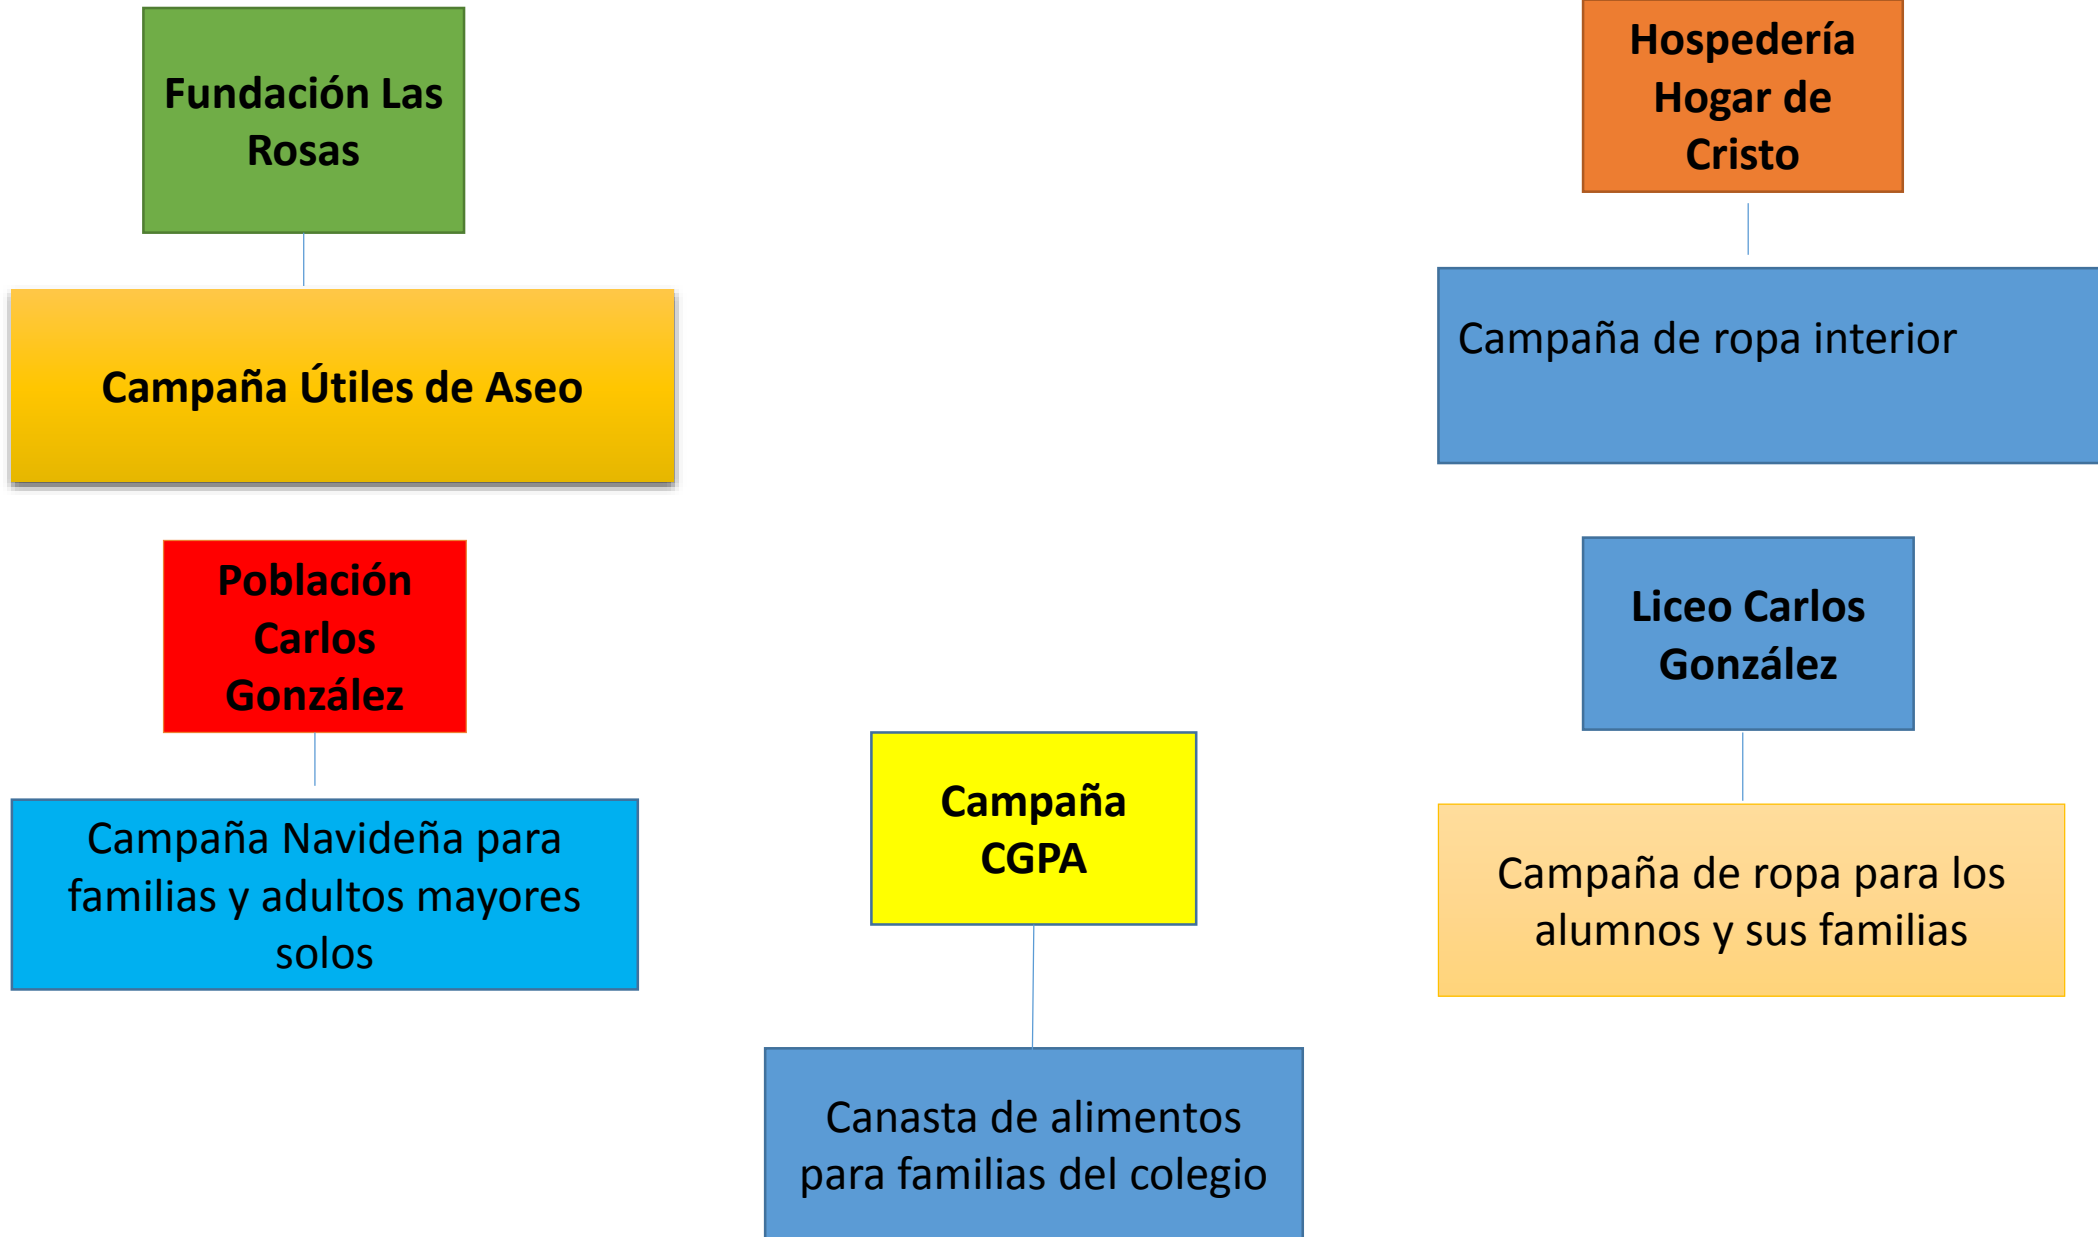 Fundación Las
Rosas
Campaña Útiles de Aseo
Hospedería
Hogar de
Cristo
Campaña de ropa interior
Población
Carlos
González
Campaña Navideña para
familias y adultos mayores
solos
Campaña
CGPA
Canasta de alimentos
para familias del colegio
Liceo Carlos
González
Campaña de ropa para los
alumnos y sus familias